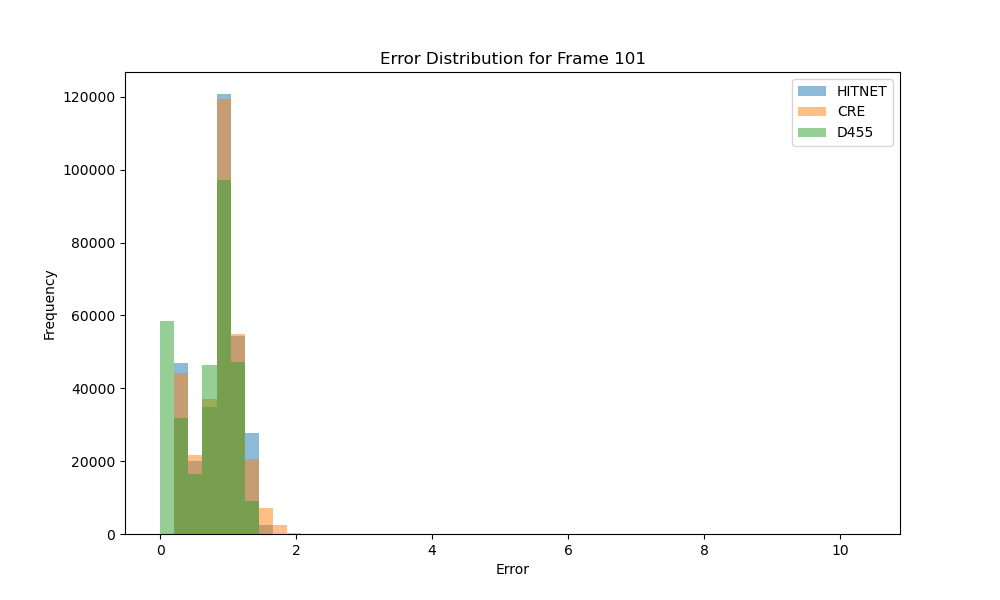 Error Distribution for Frame 101
HITNET
CRE
D455
120000
100000
80000
60000
40000
20000
0
Frequency
0 2 4 6 8 10
Error